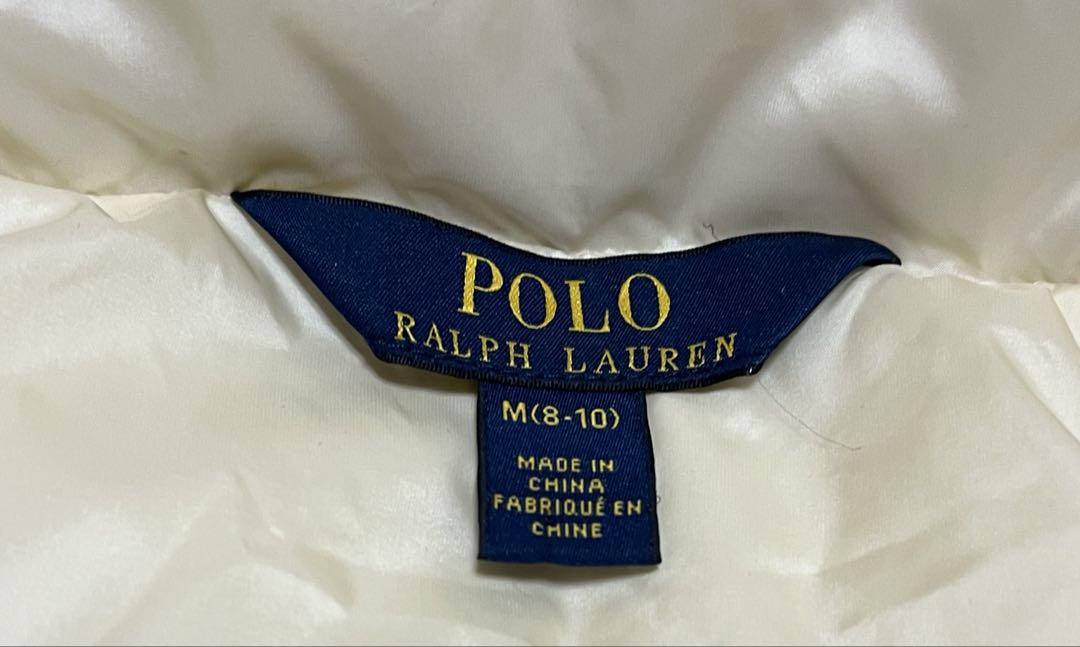 POLO
RALPH LAUREN
M(8-10)
MADE IN
CHINA
FABRIQUÉ EN
CHINE